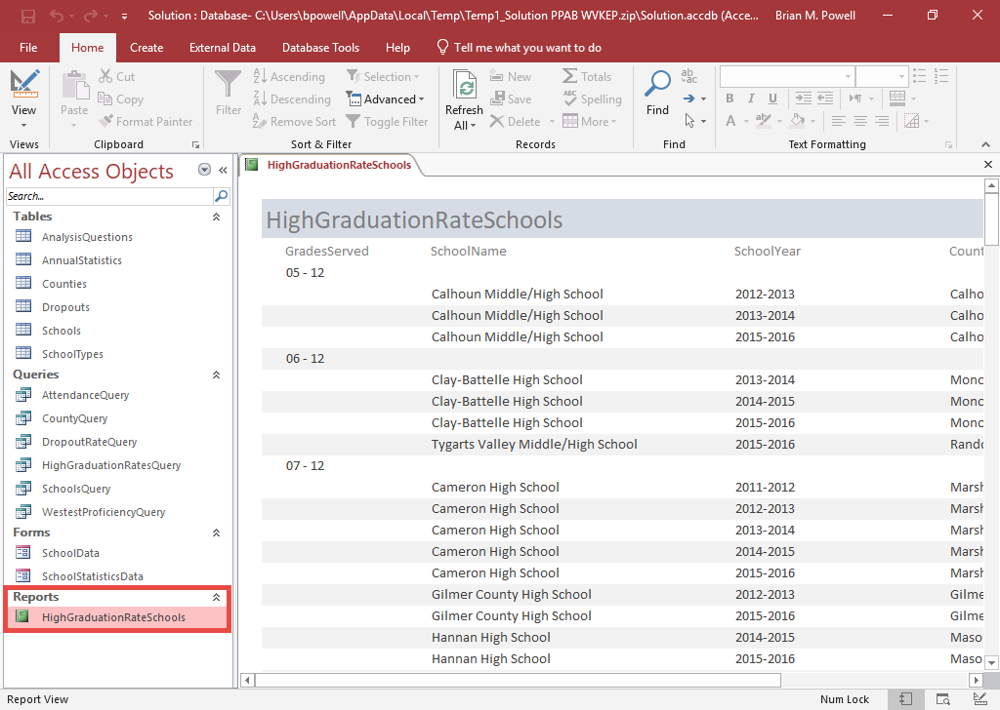 Solution : Database- C:\Users\bpowell\AppData\Local\Temp\Temp1_Solution PPAB WVKEP.zip\Solution.accdb (Acce... Brian M. Powell
File Home Create External Data Database Tools Help Tell me what you want to do
View
Views
Paste
Cut
Copy
Format Painter
Clipboard
Filter
Ascending
Descending
Remove Sort
Selection
Advanced
Toggle Filter
Sort & Filter
Refresh
All
New
Save
Delete
Totals
Spelling
More
Records
Find
Find
B I U
A
Text Formatting
All Access Objects
Search...
Tables
AnalysisQuestions
AnnualStatistics
Counties
Dropouts
Schools
SchoolTypes
Queries
AttendanceQuery
CountyQuery
DropoutRateQuery
HighGraduationRatesQuery
SchoolsQuery
WestestProficiencyQuery
Forms
SchoolData
SchoolStatisticsData
Reports
HighGraduationRateSchools
HighGraduationRateSchools
HighGraduationRateSchools
GradesServed SchoolName SchoolYear Count
05 - 12
Calhoun Middle/High School 2012-2013 Calho
Calhoun Middle/High School 2013-2014 Calho
Calhoun Middle/High School 2015-2016 Calho
06 - 12
Clay-Battelle High School 2013-2014 Mono
Clay-Battelle High School 2014-2015 Mono
Clay-Battelle High School 2015-2016 Mono
Tygarts Valley Middle/High School 2015-2016 Rando
07 - 12
Cameron High School 2011-2012 Marsh
Cameron High School 2012-2013 Marsh
Cameron High School 2013-2014 Marsh
Cameron High School 2014-2015 Marsh
Cameron High School 2015-2016 Marsh
Gilmer County High School 2012-2013 Gilme
Gilmer County High School 2015-2016 Gilme
Hannan High School 2014-2015 Maso
Hannan High School 2015-2016 Maso
Report View Num Lock